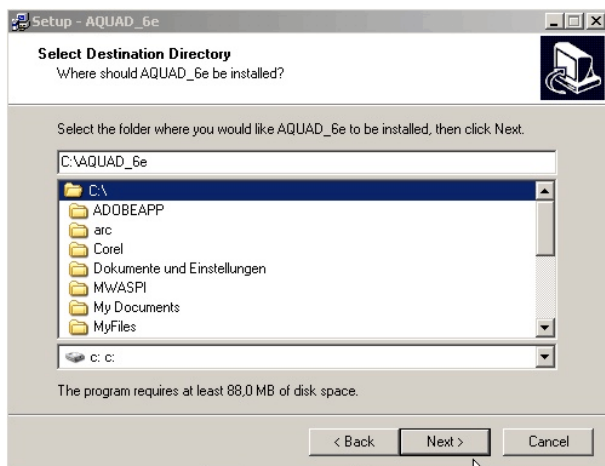 Setup - AQUAD_6e
Select Destination Directory
Where should AQUAD_6e be installed?
Select the folder where you would like AQUAD_6e to be installed, then click Next.
C:\AQUAD_6e
C:\
ADOBEAPP
arc
Corel
Dokumente und Einstellungen
MWASPI
My Documents
MyFiles
c: c:
The program requires at least 88,0 MB of disk space.
< Back Next > Cancel